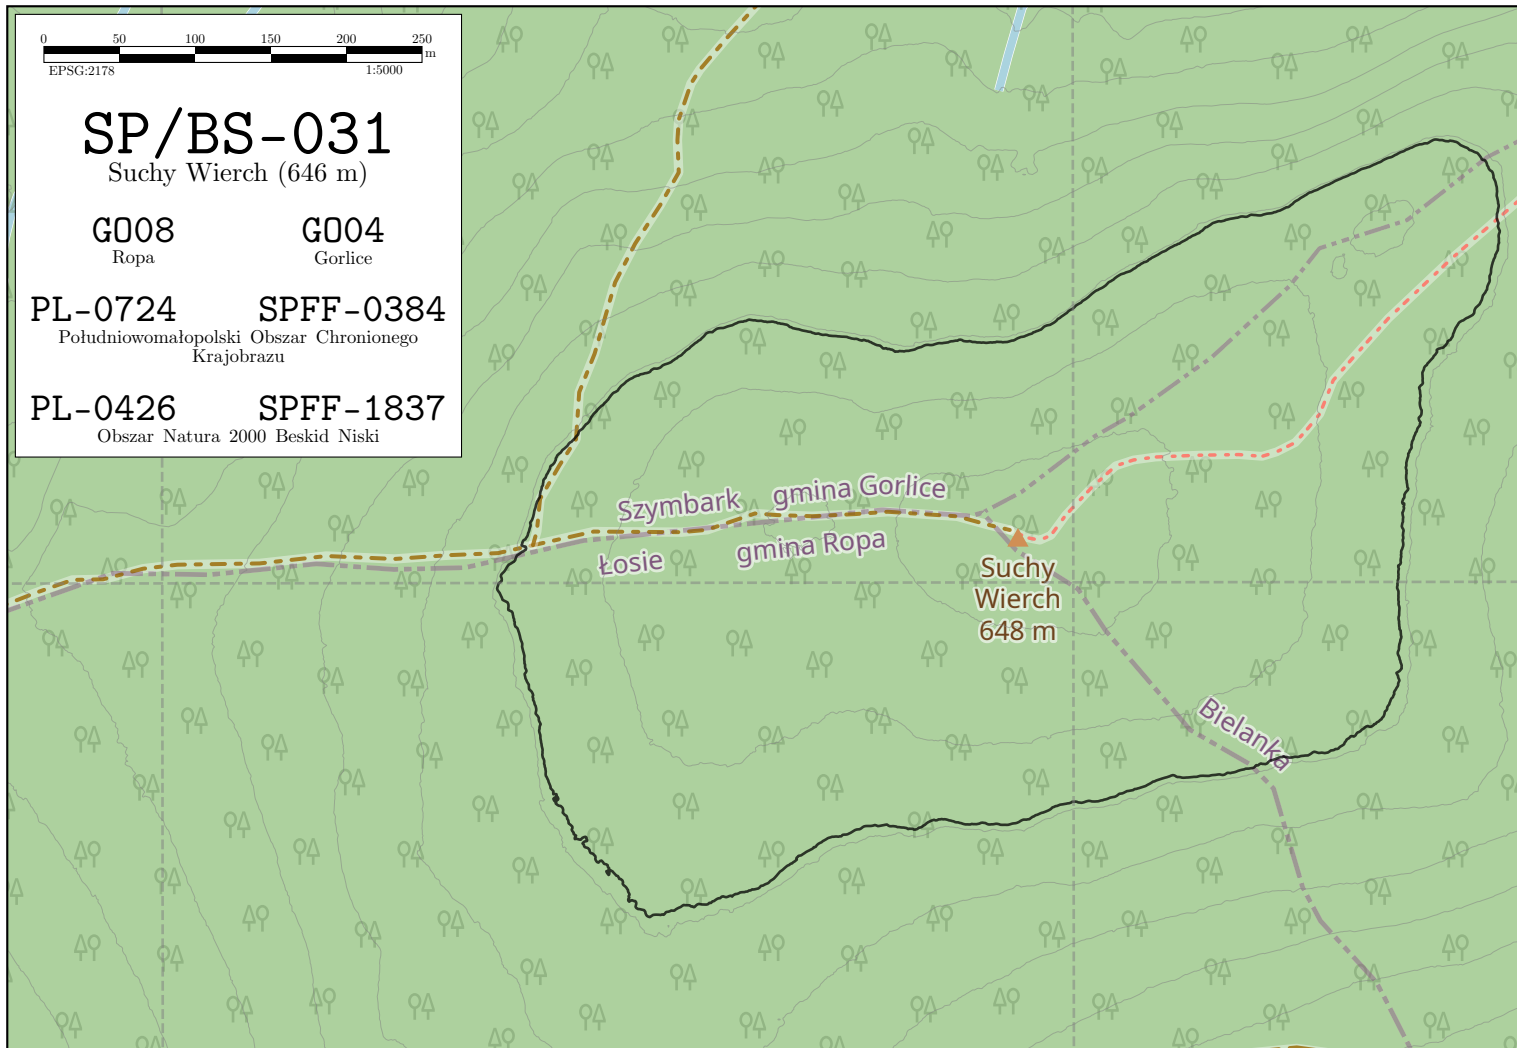 0 50 100 150 200 250
m
EPSG:2178 1:5000
SP/BS-031
Suchy Wierch (646 m)
G008 G004
Ropa Gorlice
PL-0724 SPFF-0384
Południowomałopolski Obszar Chronionego
Krajobrazu
PL-0426 SPFF-1837
Obszar Natura 2000 Beskid Niski
Szymbark gmina Gorlice
Łosie gmina Ropa
Suchy
Wierch
648 m
Bielanka